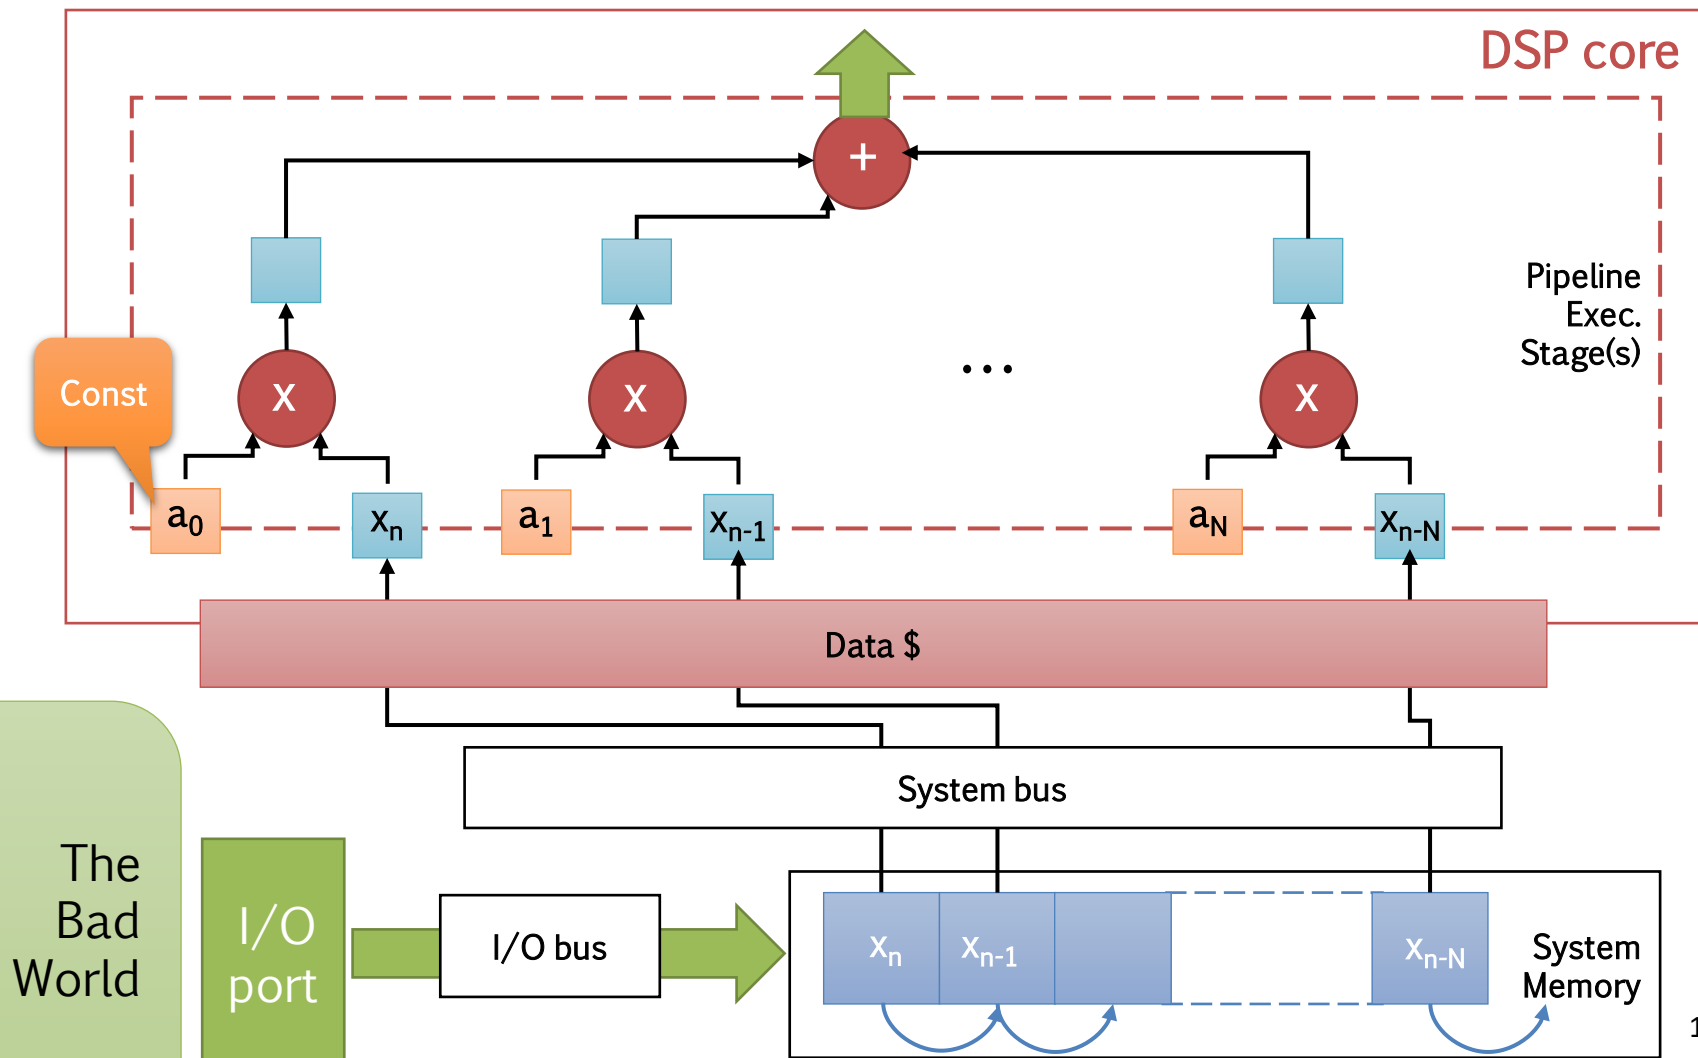 DSP core
+
Pipeline
Exec.
Stage(s)
Const
X
X
...
X
a0
xn
a1
xn-1
aN
xn-N
Data $
System bus
The
Bad
World
I/O
port
I/O bus
xn
xn-1
xn-N
System
Memory
1